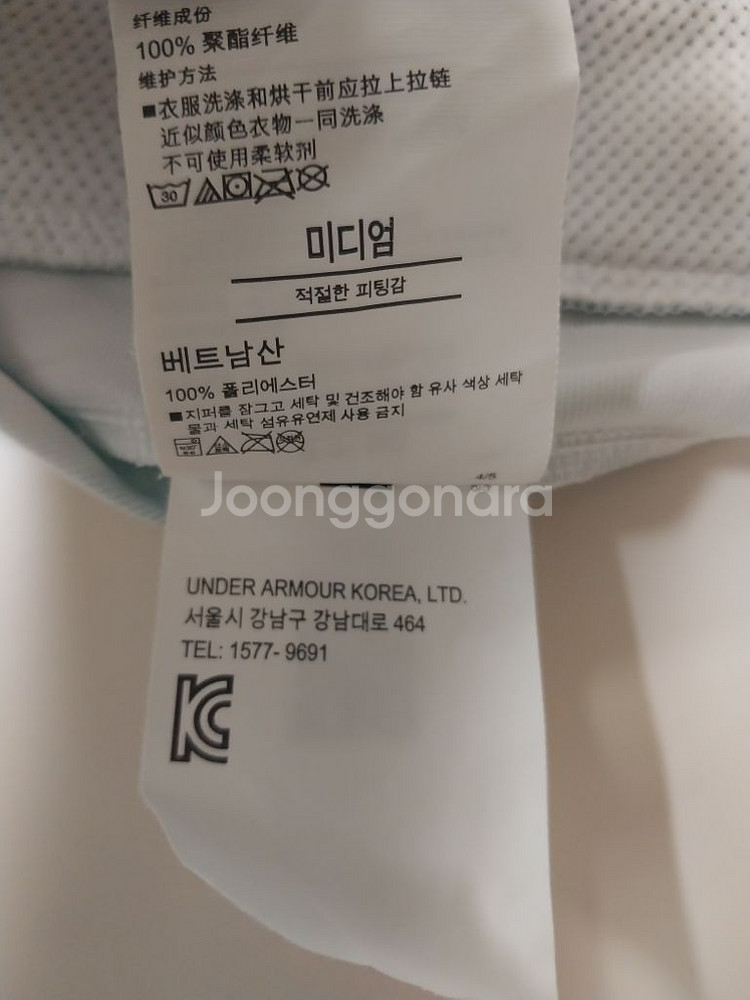 纤维成份
100% 聚酯纤维
维护方法
■衣服洗涤和烘干前应拉上拉链
近似颜色衣物一同洗涤
不可使用柔软剂
30
미디엄
적절한 피팅감
베트남산
100% 폴리에스터
■지퍼를 잠그고 세탁 및 건조해야 함 유사 색상 세탁
물과 세탁 섬유유연제 사용 금지
4/5
Joonggonara
UNDER ARMOUR KOREA, LTD.
서울시 강남구 강남대로 464
TEL: 1577- 9691